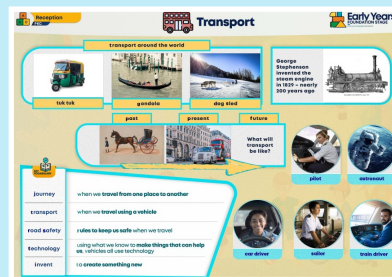 Reception
Transport
Early Years
FOUNDATION STAGE
transport around the world
tuk tuk
gondola
dog sled
George
Stephenson
invented the
steam engine
in 1829 - nearly
200 years ago
past
present
future
What will
transport
be like?
pilot
astronaut
car driver
sailor
train driver
journey
when we travel from one place to another
transport
when we travel using a vehicle
road safety
rules to keep us safe when we travel
technology
using what we know to make things that can help
us, vehicles all use technology
invent
to create something new